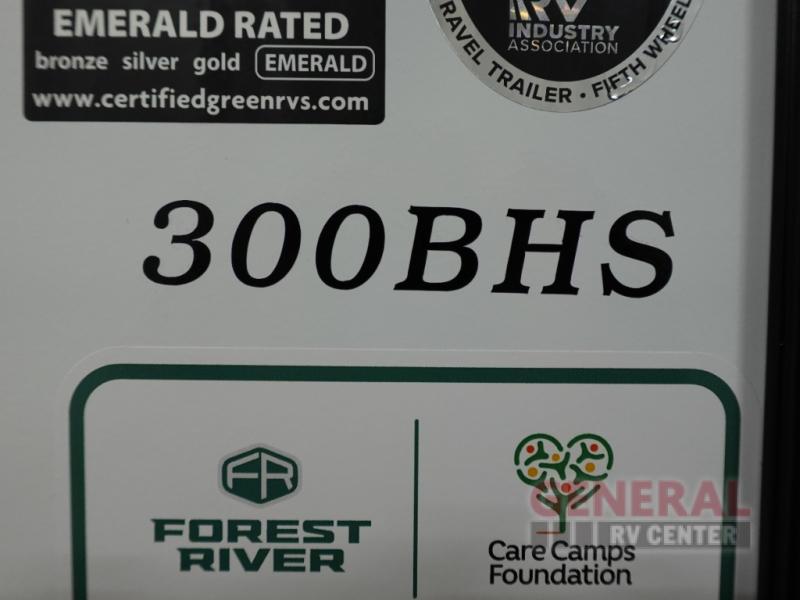 EMERALD RATED
bronze silver gold EMERALD
www.certifiedgreenrvs.com
RV
INDUSTRY
ASSOCIATION
TRAVEL TRAILER • FIFTH WHEEL
300BHS
FR
FOREST
RIVER
Care Camps
Foundation
GENERAL
RV CENTER